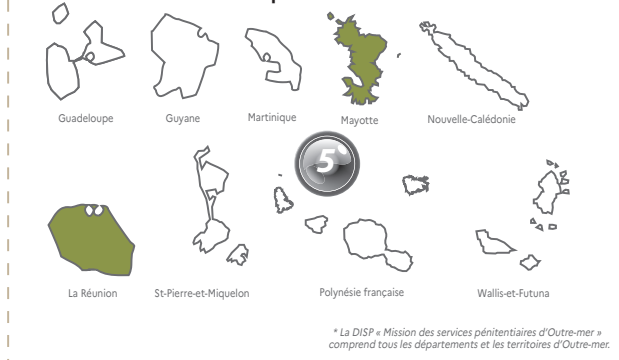 Guadeloupe
Guyane
Martinique
Mayotte
Nouvelle-Calédonie
5
La Réunion
St-Pierre-et-Miquelon
Polynésie française
Wallis-et-Futuna
* La DISP « Mission des services pénitentiaires d'Outre-mer »
comprend tous les départements et les territoires d'Outre-mer.